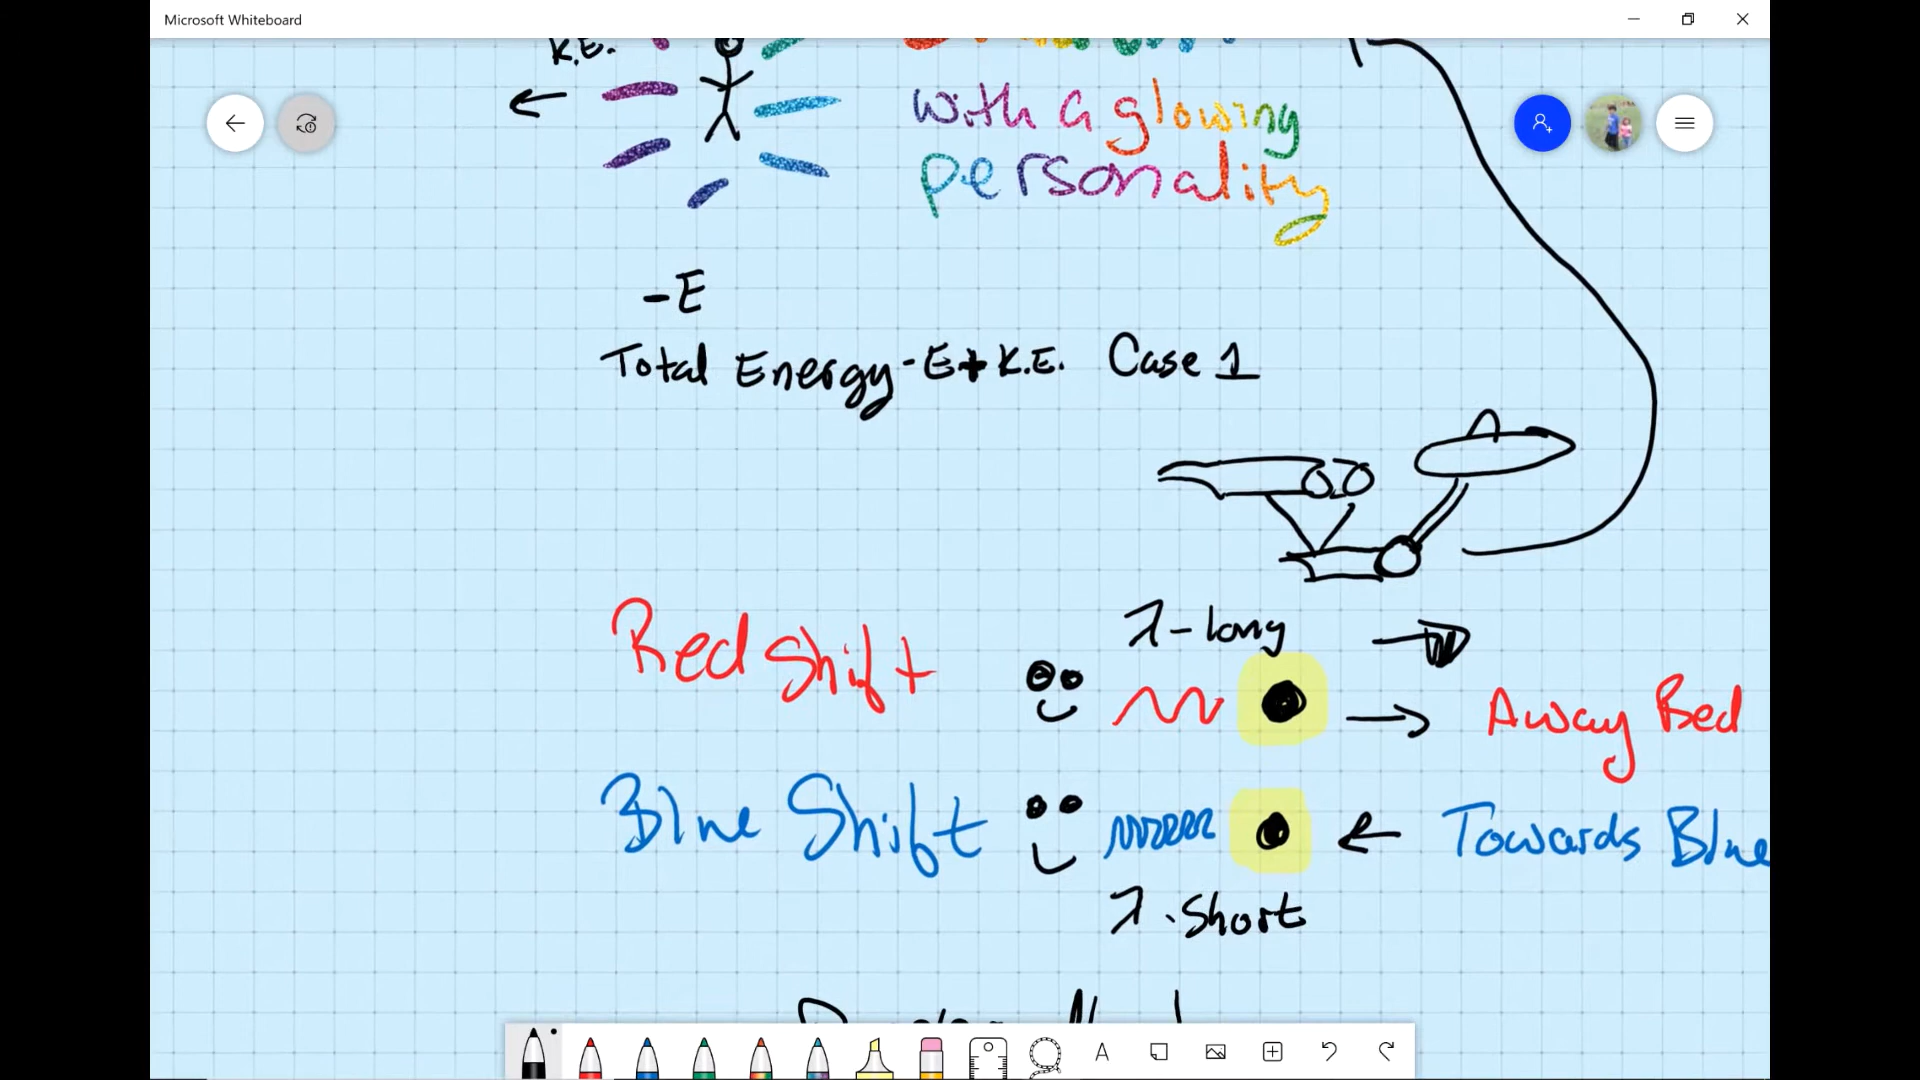 Microsoft Whiteboard
K.E.
with a glowing
personality
-E
Total Energy -E + K.E. Case 1
λ - Long
Red Shift
Away Red
Blue Shift
Towards Blue
λ - Short
A